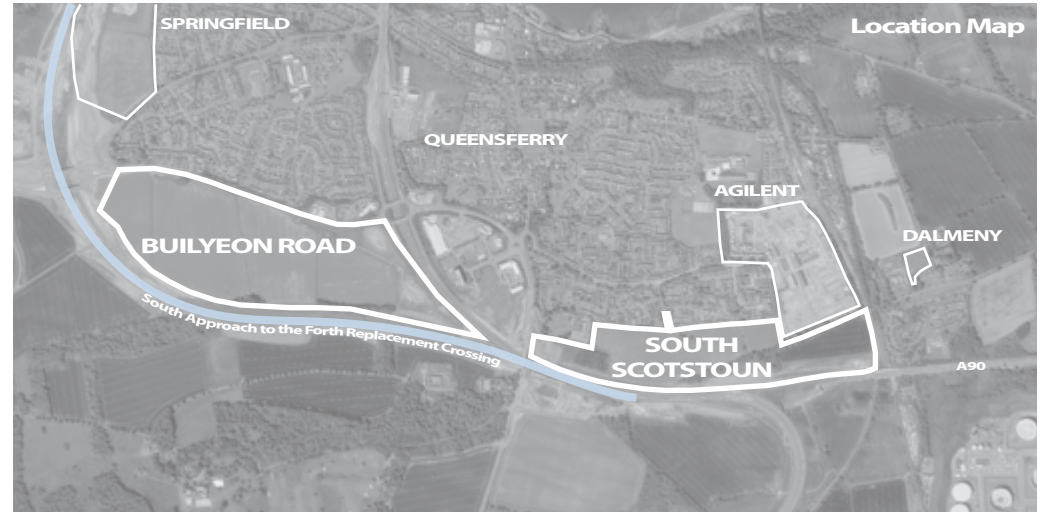 SPRINGFIELD
Location Map
QUEENSFERRY
AGILENT
BUILYEON ROAD
DALMENY
South Approach to the Forth Replacement Crossing
SOUTH
SCOTSTOUN
A90